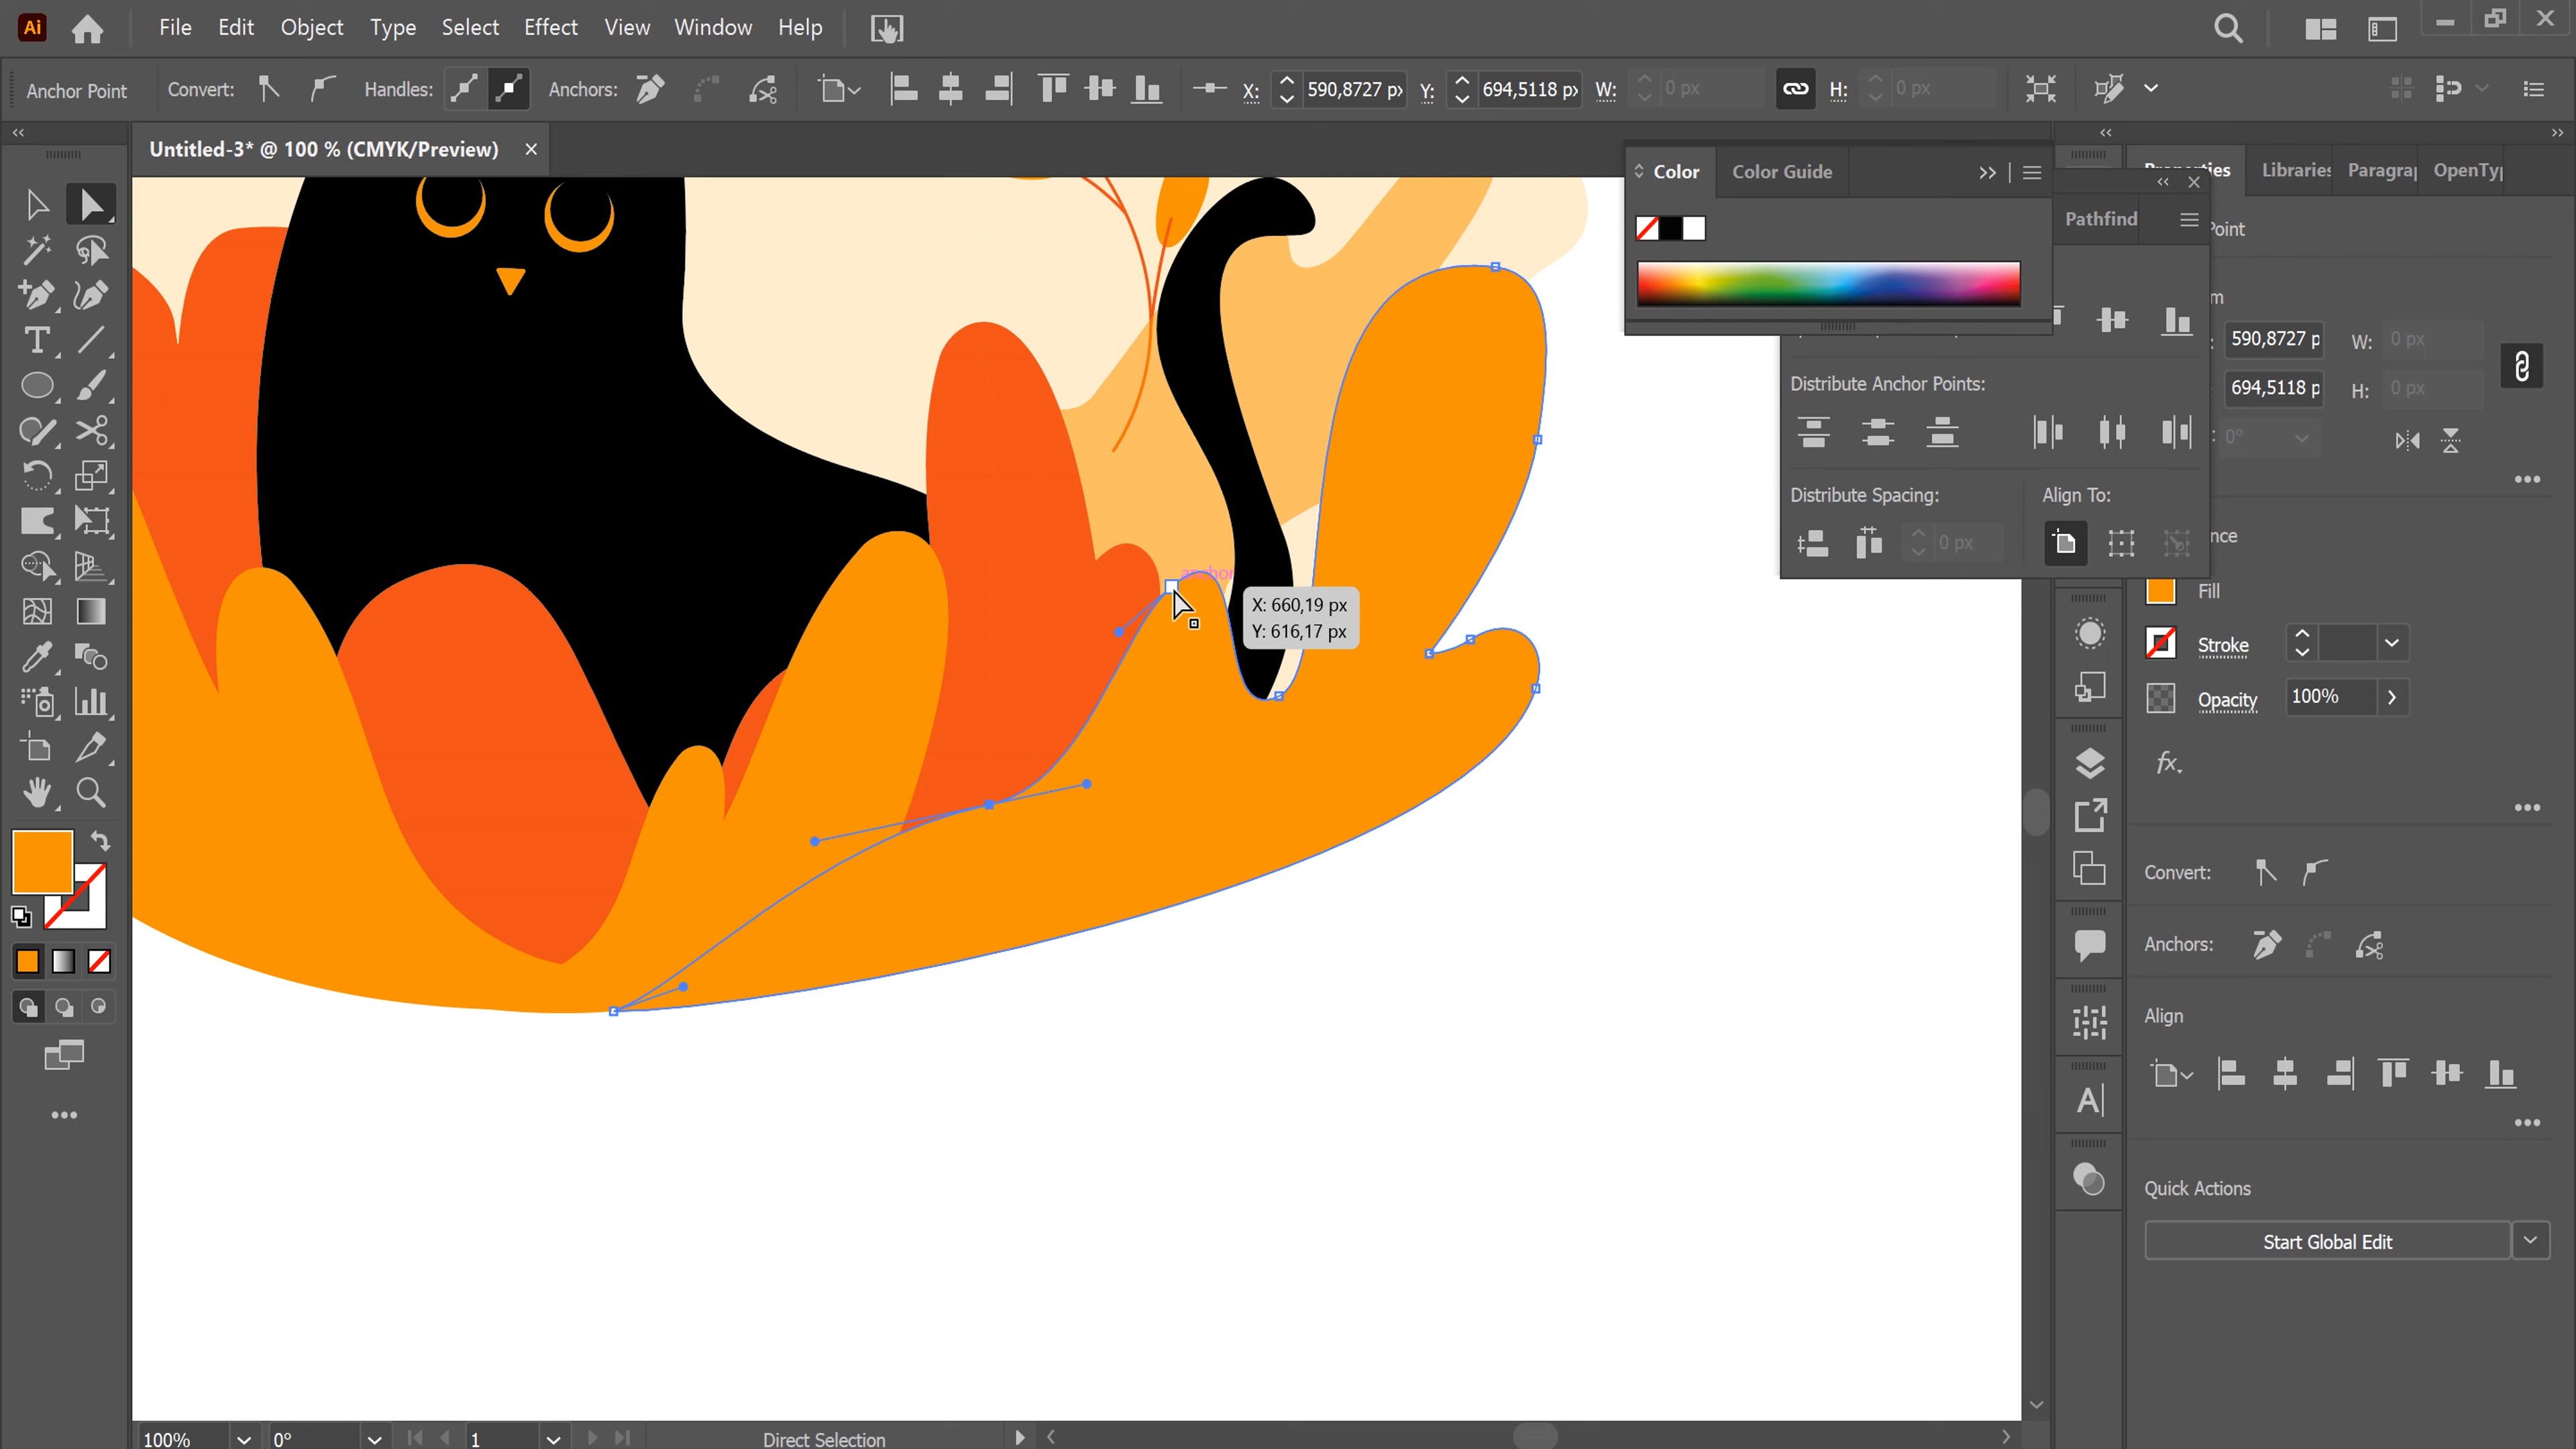 Ai File Edit Object Type Select Effect View Window Help
Anchor Point Convert: Handles: Anchors: X: 590,8727 px Y: 694,5118 px W: 0 px H: 0 px
Untitled-3* @ 100 % (CMYK/Preview) ×
Color Color Guide
Properties Libraries Paragra OpenTy
Pathfind
Point
m
590,8727 p W: 0 px
Distribute Anchor Points:
694,5118 p H: 0 px
: 0°
Distribute Spacing: Align To:
0 px
nce
anchor
X: 660,19 px
Y: 616,17 px
Fill
Stroke
Opacity 100%
fx.
Convert:
Anchors:
Align
A
Quick Actions
Start Global Edit
100% 0° 1 Direct Selection